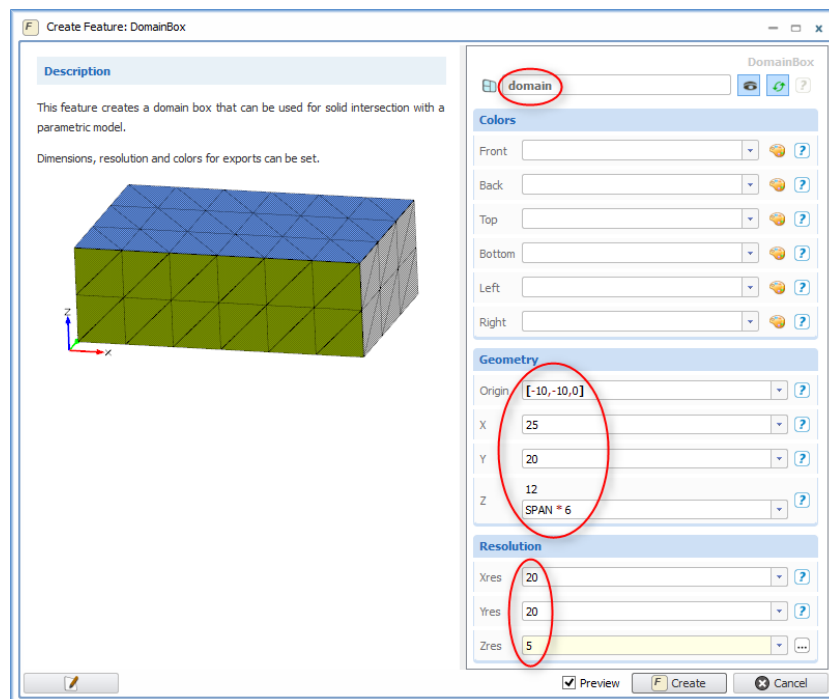 F Create Feature: DomainBox
Description
This feature creates a domain box that can be used for solid intersection with a
parametric model.
Dimensions, resolution and colors for exports can be set.
Z
X
DomainBox
domain
?
Colors
Front ?
Back ?
Top ?
Bottom ?
Left ?
Right ?
Geometry
Origin [-10,-10,0] ?
X 25 ?
Y 20 ?
12
Z SPAN * 6 ?
Resolution
Xres 20 ?
Yres 20 ?
Zres 5 ...
Preview F Create Cancel